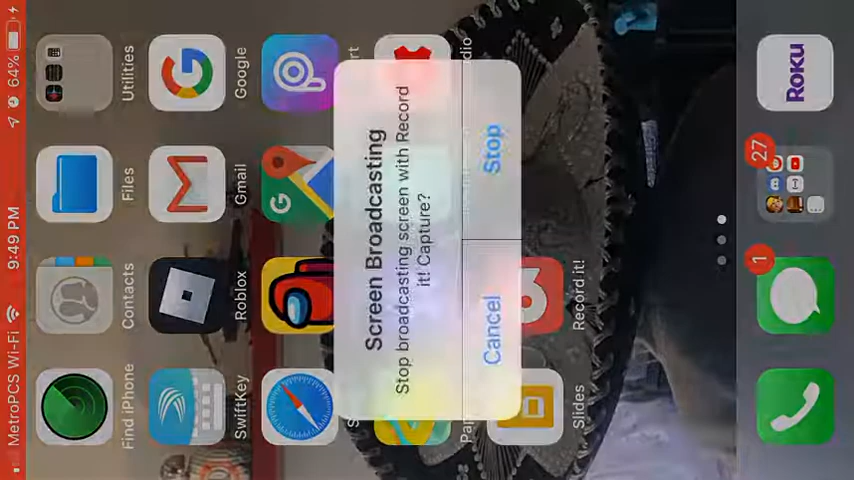 MetroPCS Wi-Fi
9:49 PM
64%
Find iPhone
Contacts
Files
Utilities
SwiftKey
Roblox
Gmail
Google
Screen Broadcasting
Stop broadcasting screen with Record
it! Capture?
Cancel
Stop
Slides
Record it!
1
27
Roku